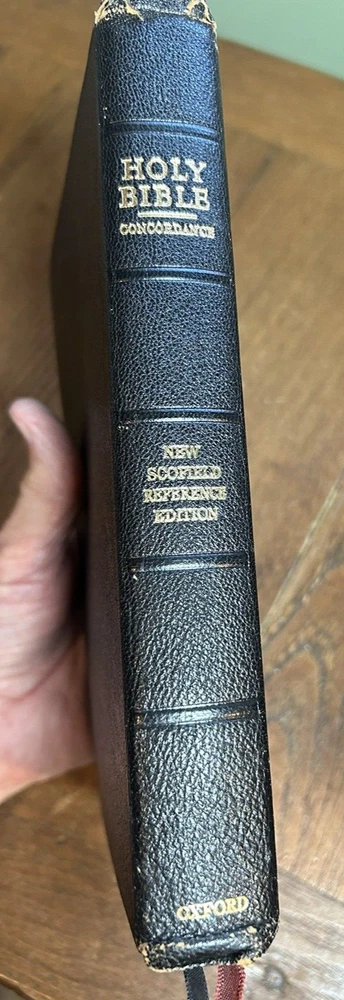 HOLY
BIBLE
CONCORDANCE
NEW
SCOFIELD
REFERENCE
EDITION
OXFORD